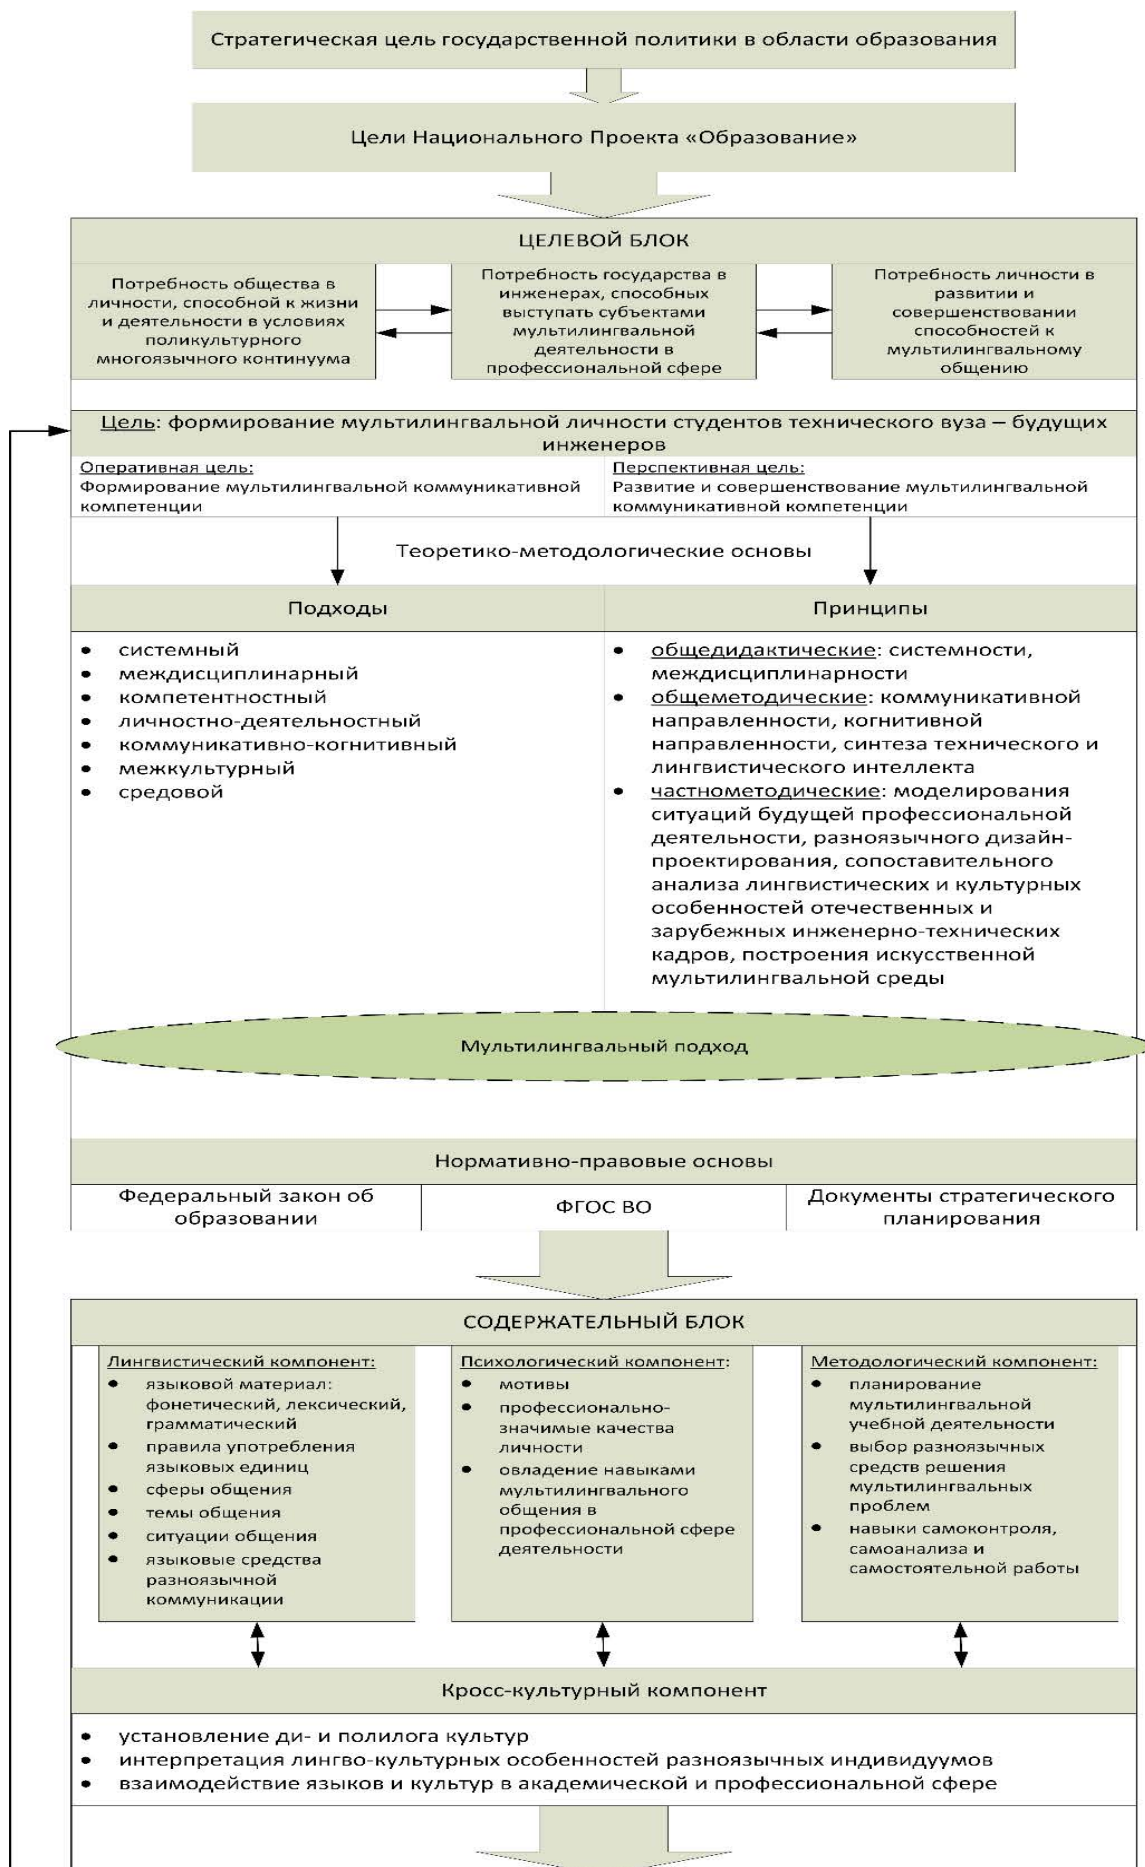 Стратегическая цель государственной политики в области образования
Цели Национального Проекта «Образование»
ЦЕЛЕВОЙ БЛОК
Потребность общества в
личности, способной к жизни
и деятельности в условиях
поликультурного
многоязычного континуума
Потребность государства в
инженерах, способных
выступать субъектами
мультилингвальной
деятельности в
профессиональной сфере
Потребность личности в
развитии и
совершенствовании
способностей к
мультилингвальному
общению
Цель: формирование мультилингвальной личности студентов технического вуза – будущих
инженеров
Оперативная цель:
Формирование мультилингвальной коммуникативной
компетенции
Перспективная цель:
Развитие и совершенствование мультилингвальной
коммуникативной компетенции
Теоретико-методологические основы
Подходы
• системный
• междисциплинарный
• компетентностный
• личностно-деятельностный
• коммуникативно-когнитивный
• межкультурный
• средовой
Принципы
• общедидактические: системности,
междисциплинарности
• общеметодические: коммуникативной
направленности, когнитивной
направленности, синтеза технического и
лингвистического интеллекта
• частнометодические: моделирования
ситуаций будущей профессиональной
деятельности, разноязычного дизайн-
проектирования, сопоставительного
анализа лингвистических и культурных
особенностей отечественных и
зарубежных инженерно-технических
кадров, построения искусственной
мультилингвальной среды
Мультилингвальный подход
Нормативно-правовые основы
Федеральный закон об
образовании
ФГОС ВО
Документы стратегического
планирования
СОДЕРЖАТЕЛЬНЫЙ БЛОК
Лингвистический компонент:
• языковой материал:
фонетический, лексический,
грамматический
• правила употребления
языковых единиц
• сферы общения
• темы общения
• ситуации общения
• языковые средства
разноязычной
коммуникации
Психологический компонент:
• мотивы
• профессионально-
значимые качества
личности
• овладение навыками
мультилингвального
общения в
профессиональной сфере
деятельности
Методологический компонент:
• планирование
мультилингвальной
учебной деятельности
• выбор разноязычных
средств решения
мультилингвальных
проблем
• навыки самоконтроля,
самоанализа и
самостоятельной работы
Кросс-культурный компонент
• установление ди- и полилога культур
• интерпретация лингво-культурных особенностей разноязычных индивидуумов
• взаимодействие языков и культур в академической и профессиональной сфере